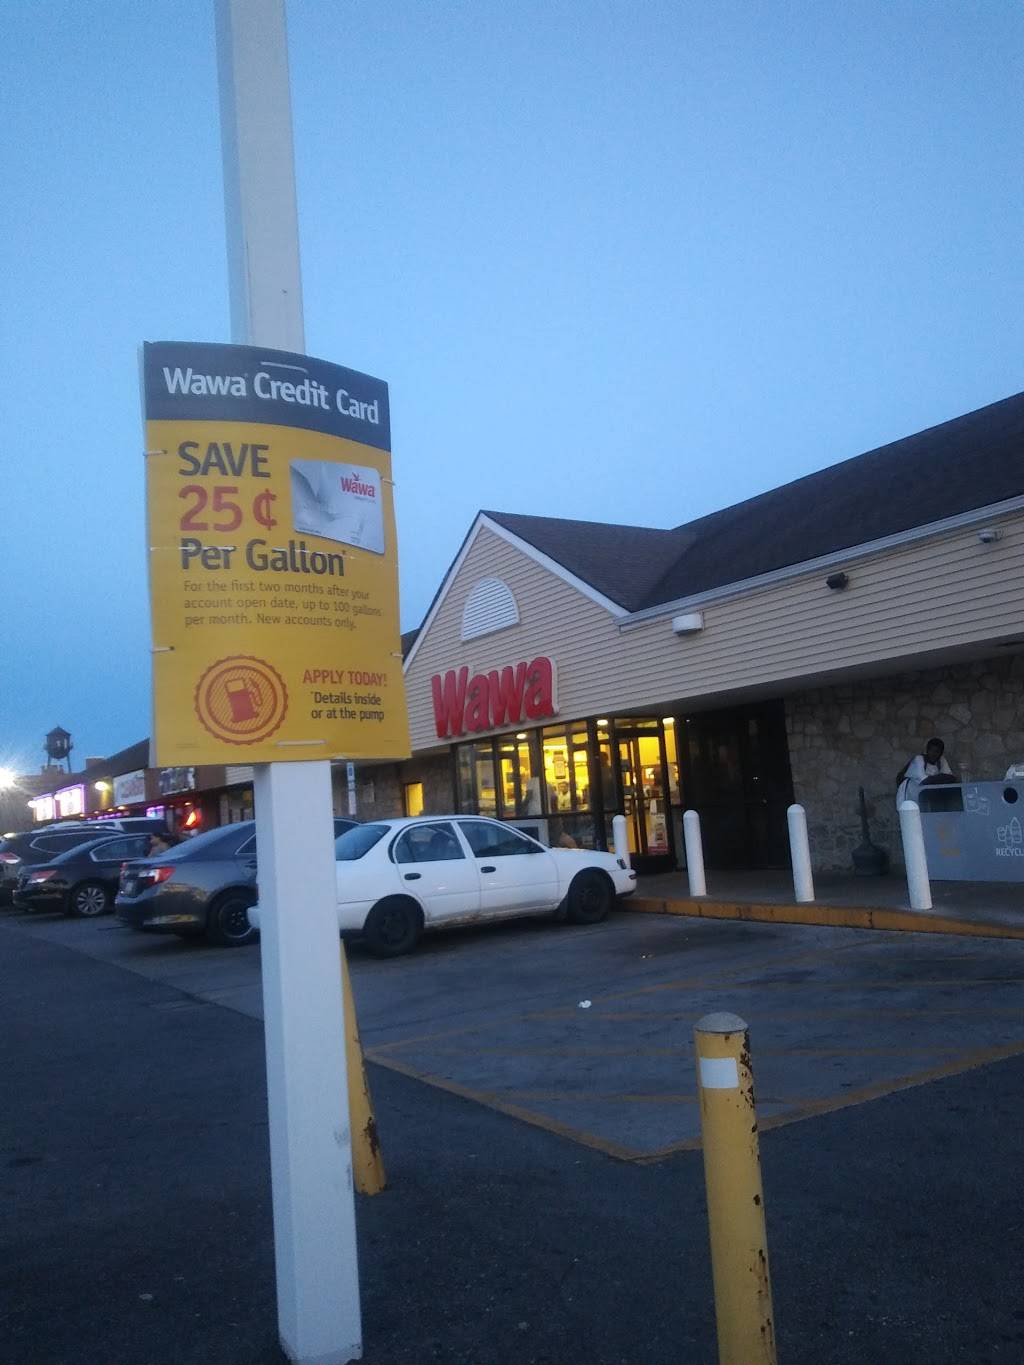 Wawa Credit Card
SAVE
25¢
Per Gallon*
Wawa
For the first two months after your
account open date, up to 100 gallons
per month. New accounts only.
APPLY TODAY!
*Details inside
or at the pump
Wawa
RECYCL